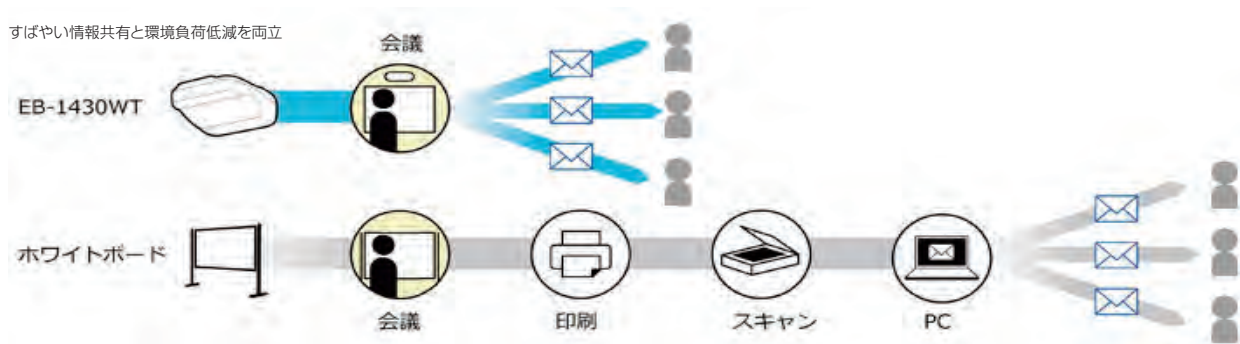 すばやい情報共有と環境負荷低減を両立
会議
EB-1430WT
ホワイトボード
会議
印刷
スキャン
PC